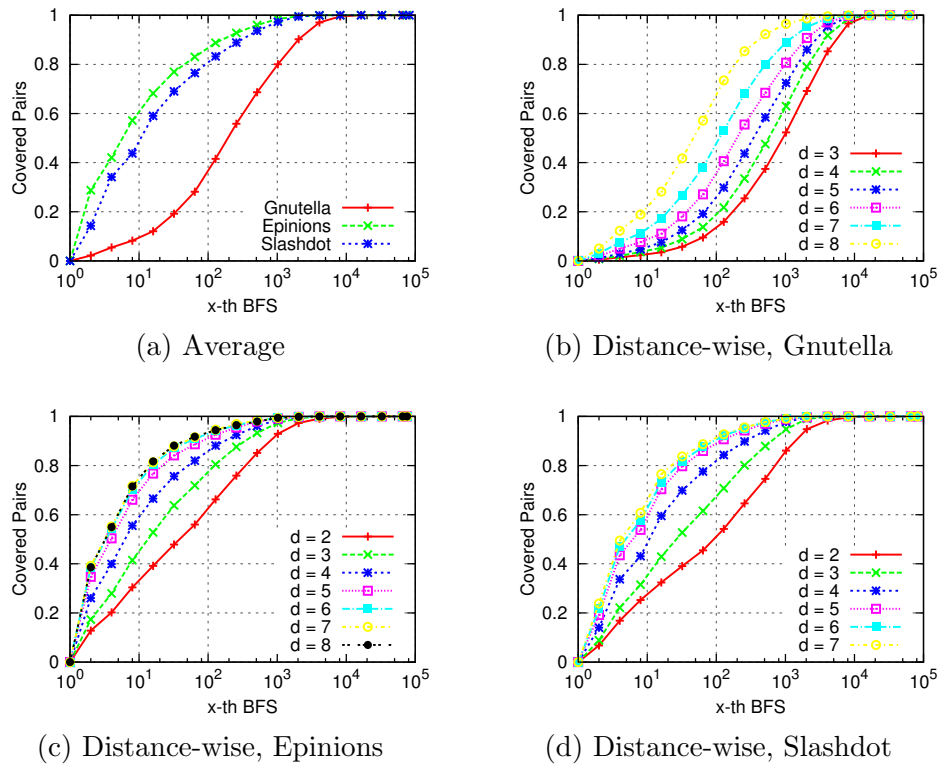 1
0.8
0.6
0.4
0.2
0
Covered Pairs
Gnutella
Epinions
Slashdot
10^0 10^1 10^2 10^3 10^4 10^5
x-th BFS
(a) Average
1
0.8
0.6
0.4
0.2
0
Covered Pairs
d = 3
d = 4
d = 5
d = 6
d = 7
d = 8
10^0 10^1 10^2 10^3 10^4 10^5
x-th BFS
(b) Distance-wise, Gnutella
1
0.8
0.6
0.4
0.2
0
Covered Pairs
d = 2
d = 3
d = 4
d = 5
d = 6
d = 7
d = 8
10^0 10^1 10^2 10^3 10^4 10^5
x-th BFS
(c) Distance-wise, Epinions
1
0.8
0.6
0.4
0.2
0
Covered Pairs
d = 2
d = 3
d = 4
d = 5
d = 6
d = 7
10^0 10^1 10^2 10^3 10^4 10^5
x-th BFS
(d) Distance-wise, Slashdot